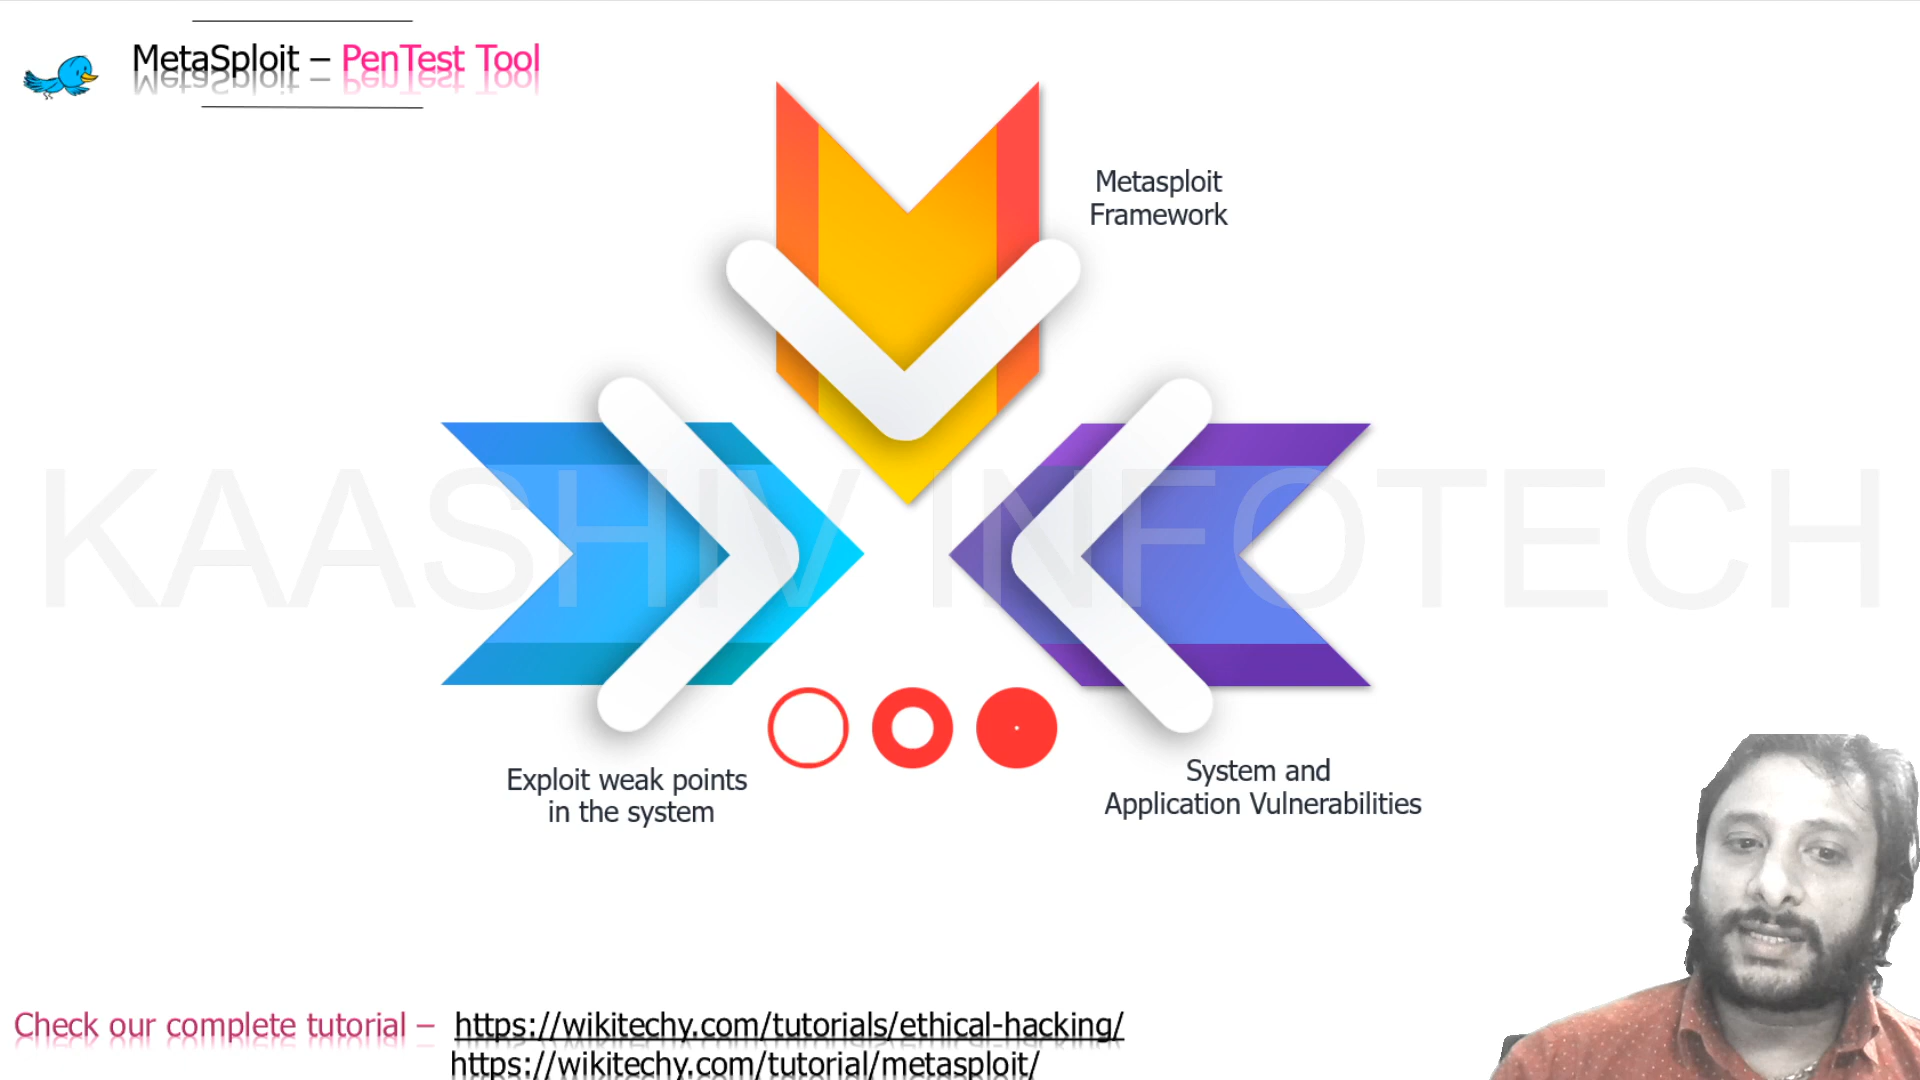 MetaSploit – PenTest Tool
Metasploit
Framework
KAASHIV INFOTECH
Exploit weak points
in the system
System and
Application Vulnerabilities
Check our complete tutorial – https://wikitechy.com/tutorials/ethical-hacking/
https://wikitechy.com/tutorial/metasploit/